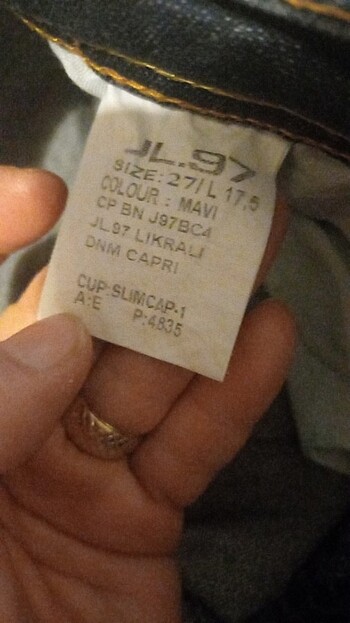 JL.97
SIZE: 27/L 17,5
COLOUR : MAVI
CP BN J97BC4
JL 97 LIKRALI
DNM CAPRI
CUP-SLIMCAP-1
A:E P:4835